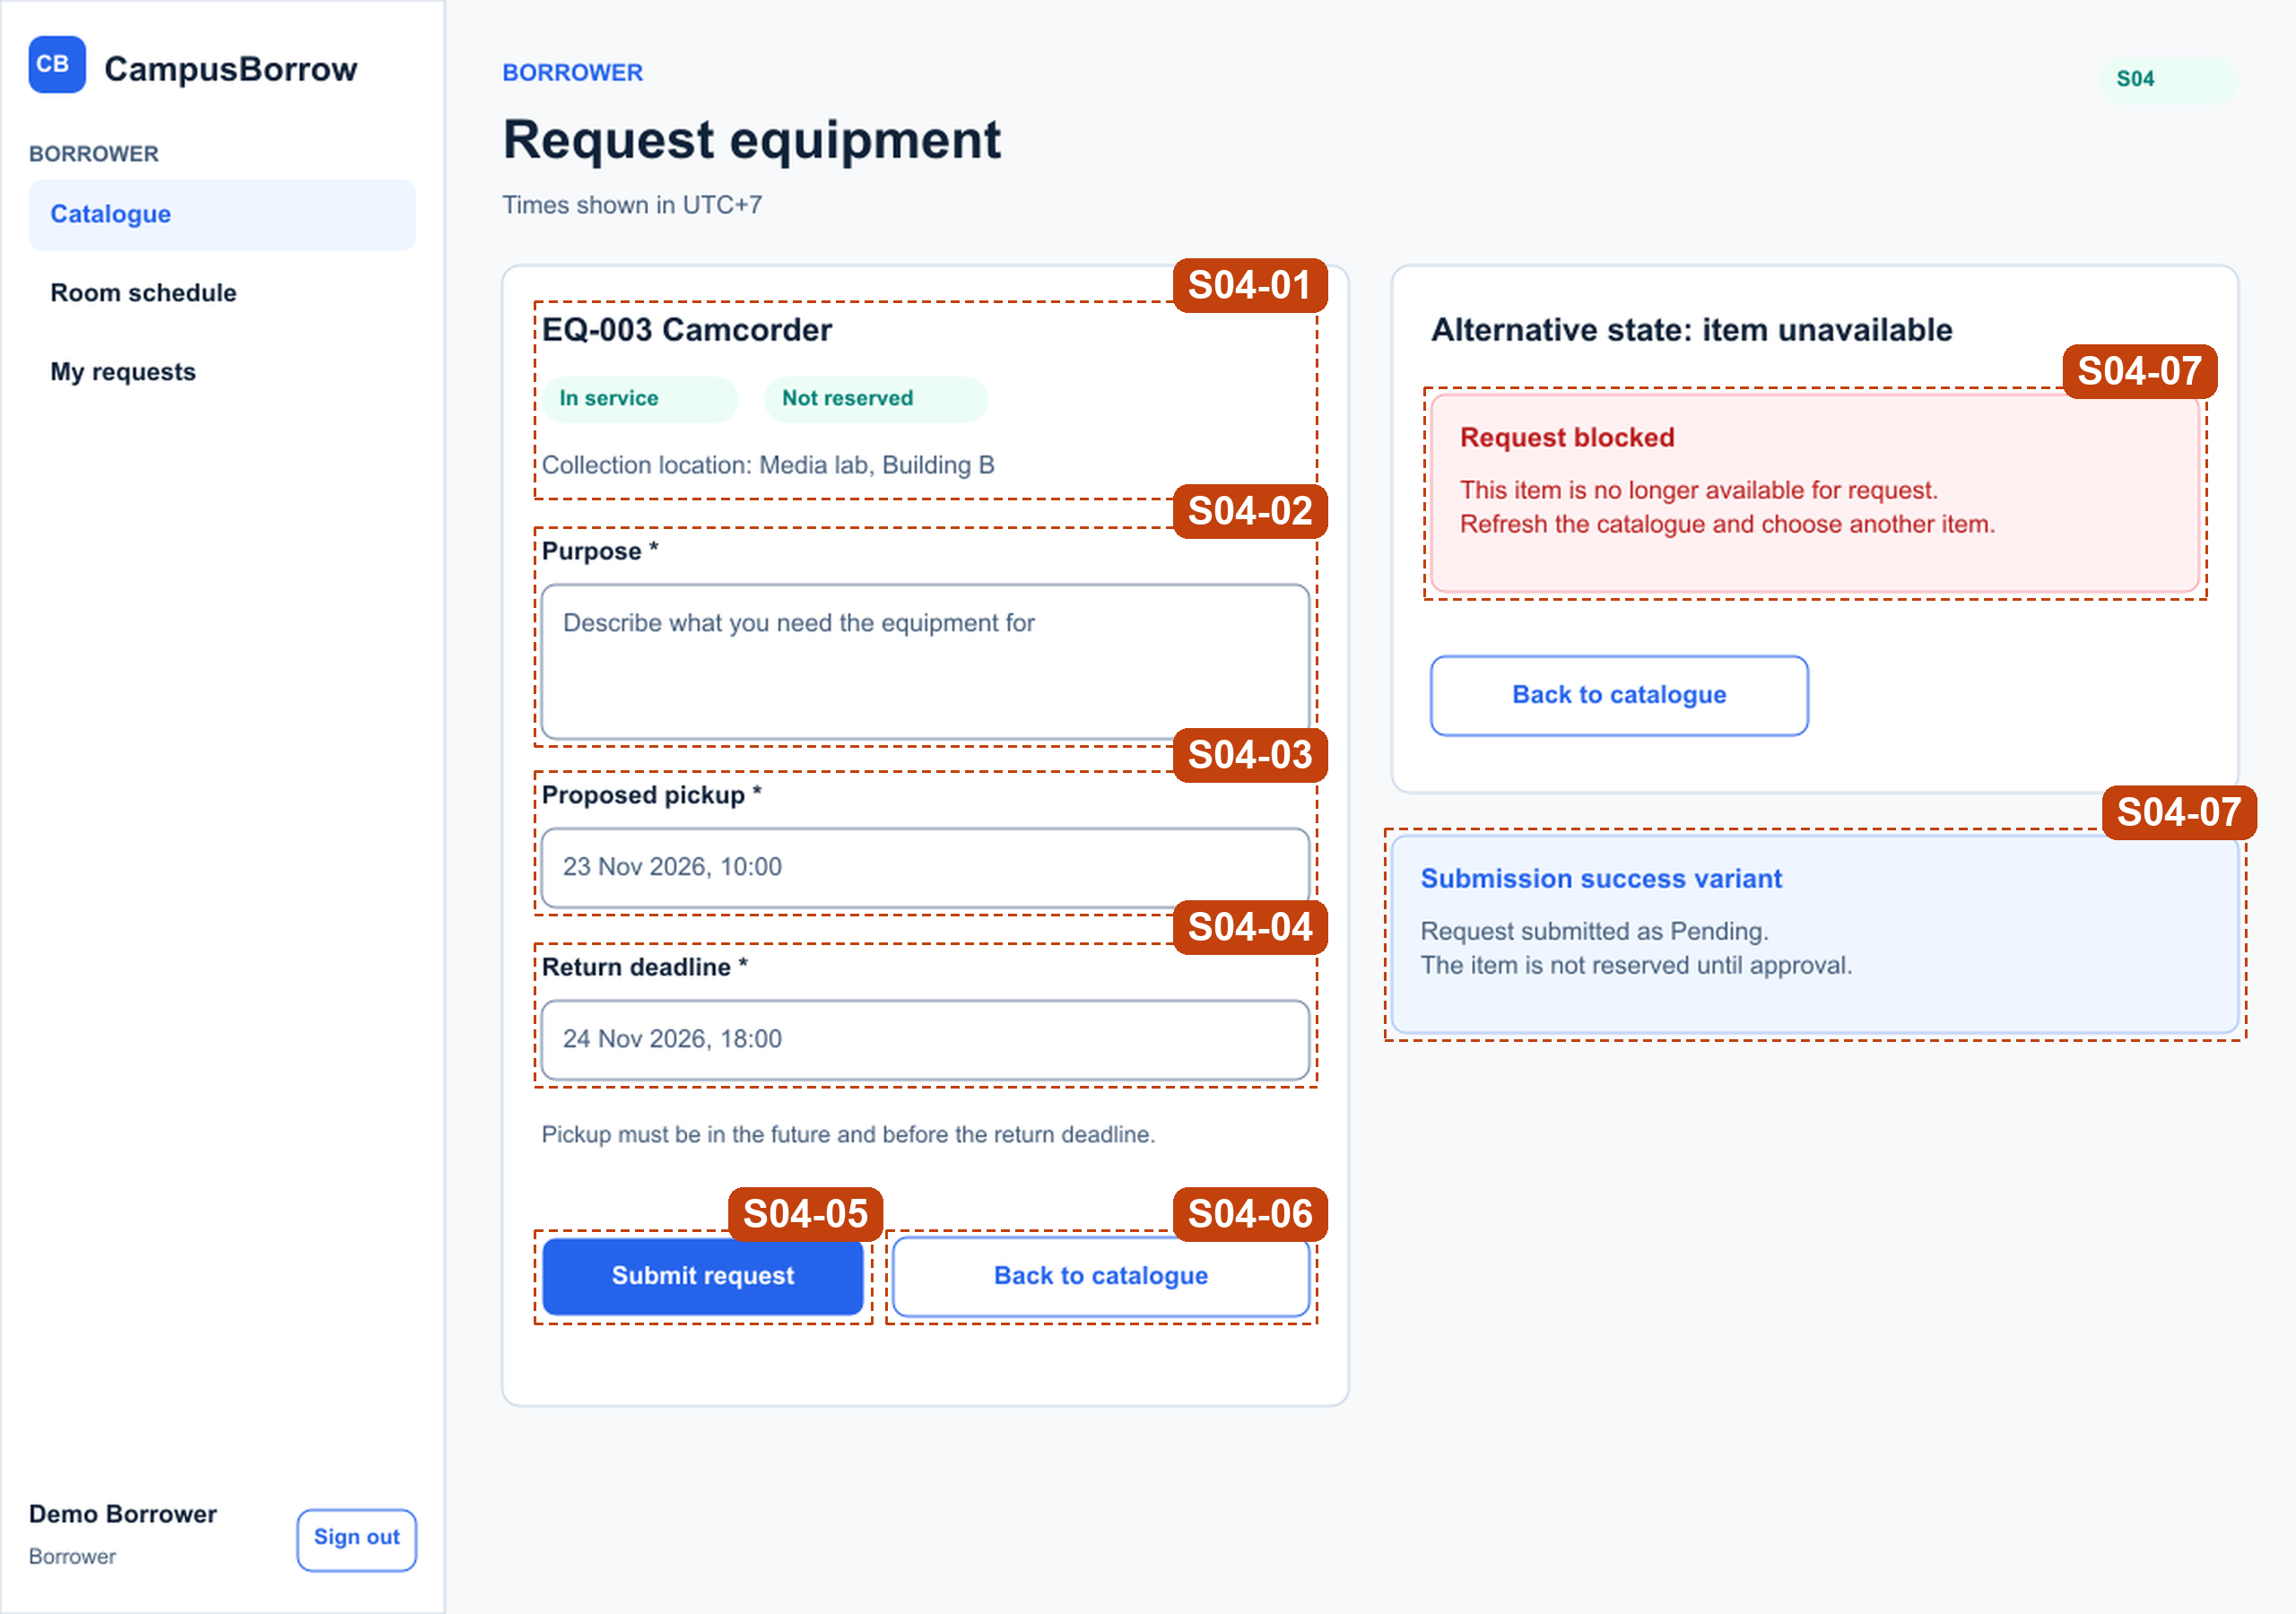 CB
CampusBorrow
BORROWER
Catalogue
Room schedule
My requests
Demo Borrower
Borrower
Sign out
BORROWER
S04
Request equipment
Times shown in UTC+7
S04-01
EQ-003 Camcorder
In service
Not reserved
Collection location: Media lab, Building B
S04-02
Purpose *
Describe what you need the equipment for
S04-03
Proposed pickup *
23 Nov 2026, 10:00
S04-04
Return deadline *
24 Nov 2026, 18:00
Pickup must be in the future and before the return deadline.
S04-05
Submit request
S04-06
Back to catalogue
Alternative state: item unavailable
S04-07
Request blocked
This item is no longer available for request.
Refresh the catalogue and choose another item.
Back to catalogue
S04-07
Submission success variant
Request submitted as Pending.
The item is not reserved until approval.